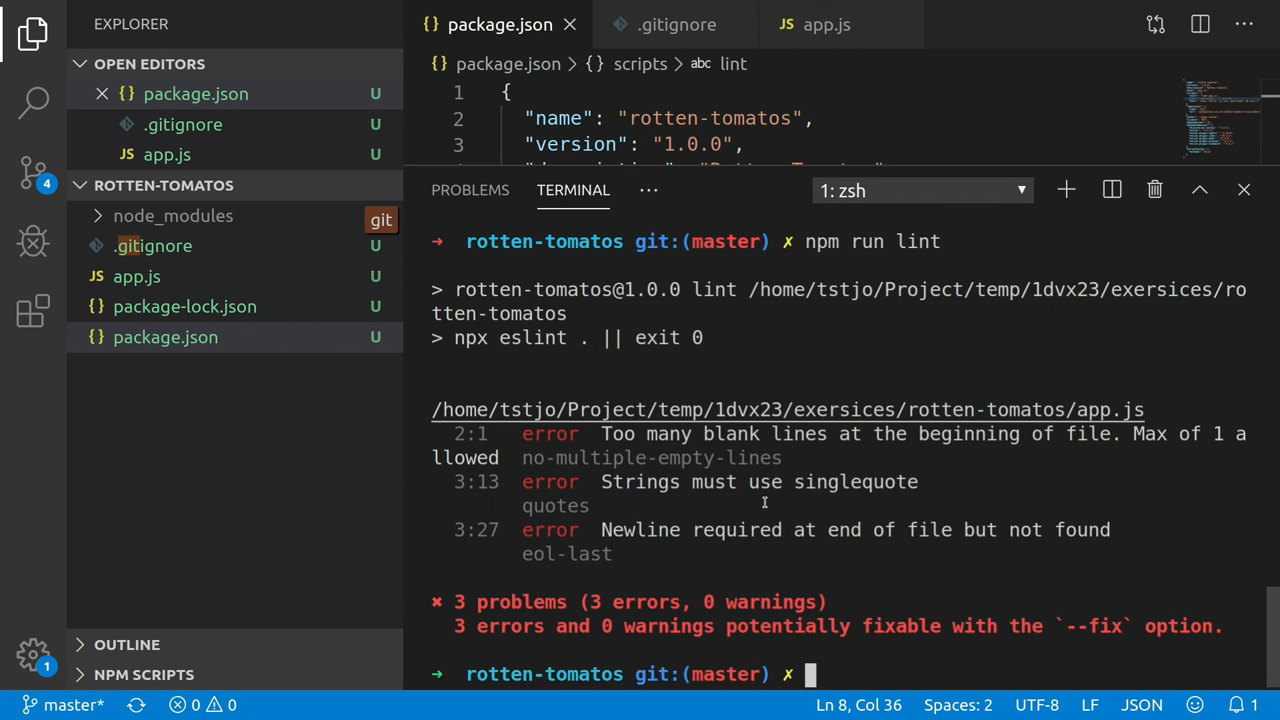 EXPLORER
OPEN EDITORS
{} package.json U
.gitignore U
JS app.js U
ROTTEN-TOMATOS
node_modules
git
.gitignore U
JS app.js U
{} package-lock.json U
{} package.json U
OUTLINE
NPM SCRIPTS
4
1
{} package.json
.gitignore
JS app.js
{} package.json > {} scripts > abc lint
1 {
2 "name": "rotten-tomatos",
3 "version": "1.0.0",
PROBLEMS TERMINAL ··· 1: zsh
➜ rotten-tomatos git:(master) ✗ npm run lint
> rotten-tomatos@1.0.0 lint /home/tstjo/Project/temp/1dvx23/exersices/ro
tten-tomatos
> npx eslint . || exit 0
/home/tstjo/Project/temp/1dvx23/exersices/rotten-tomatos/app.js
2:1 error Too many blank lines at the beginning of file. Max of 1 a
llowed no-multiple-empty-lines
3:13 error Strings must use singlequote
quotes
3:27 error Newline required at end of file but not found
eol-last
✖ 3 problems (3 errors, 0 warnings)
3 errors and 0 warnings potentially fixable with the `--fix` option.
➜ rotten-tomatos git:(master) ✗
master* 0 0 Ln 8, Col 36 Spaces: 2 UTF-8 LF JSON 1